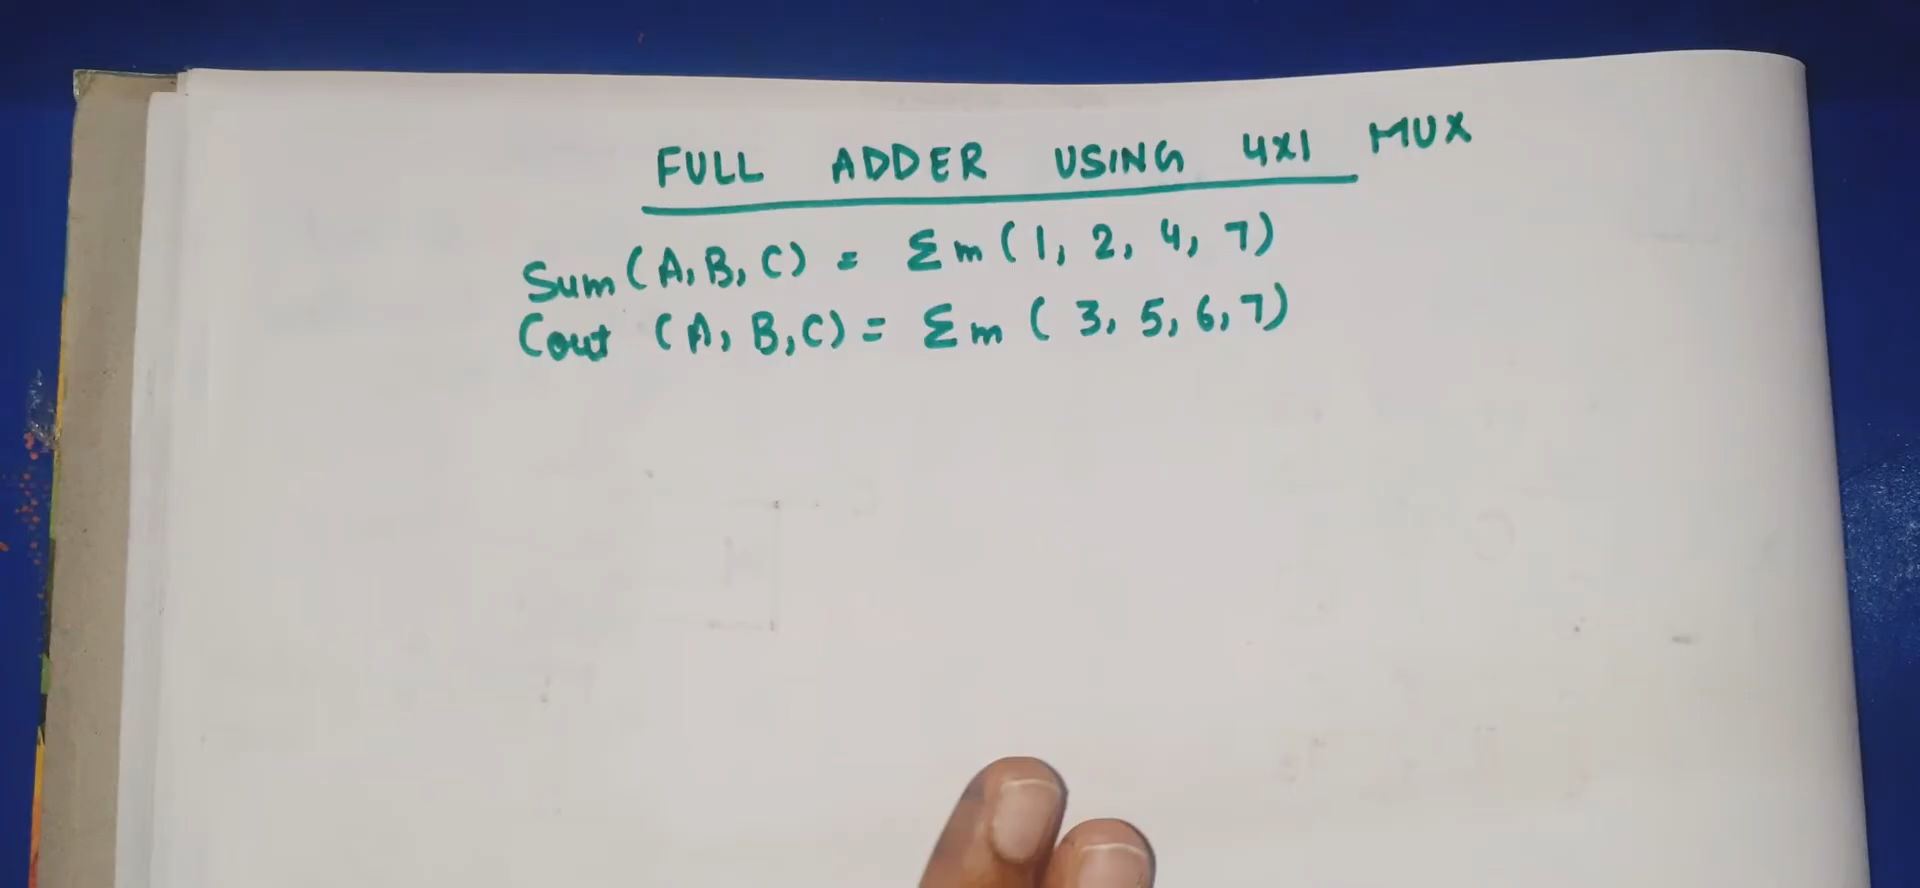 FULL ADDER USING 4x1 MUX
Sum (A, B, C) = Σm (1, 2, 4, 7)
Cout (A, B, C) = Σm (3, 5, 6, 7)